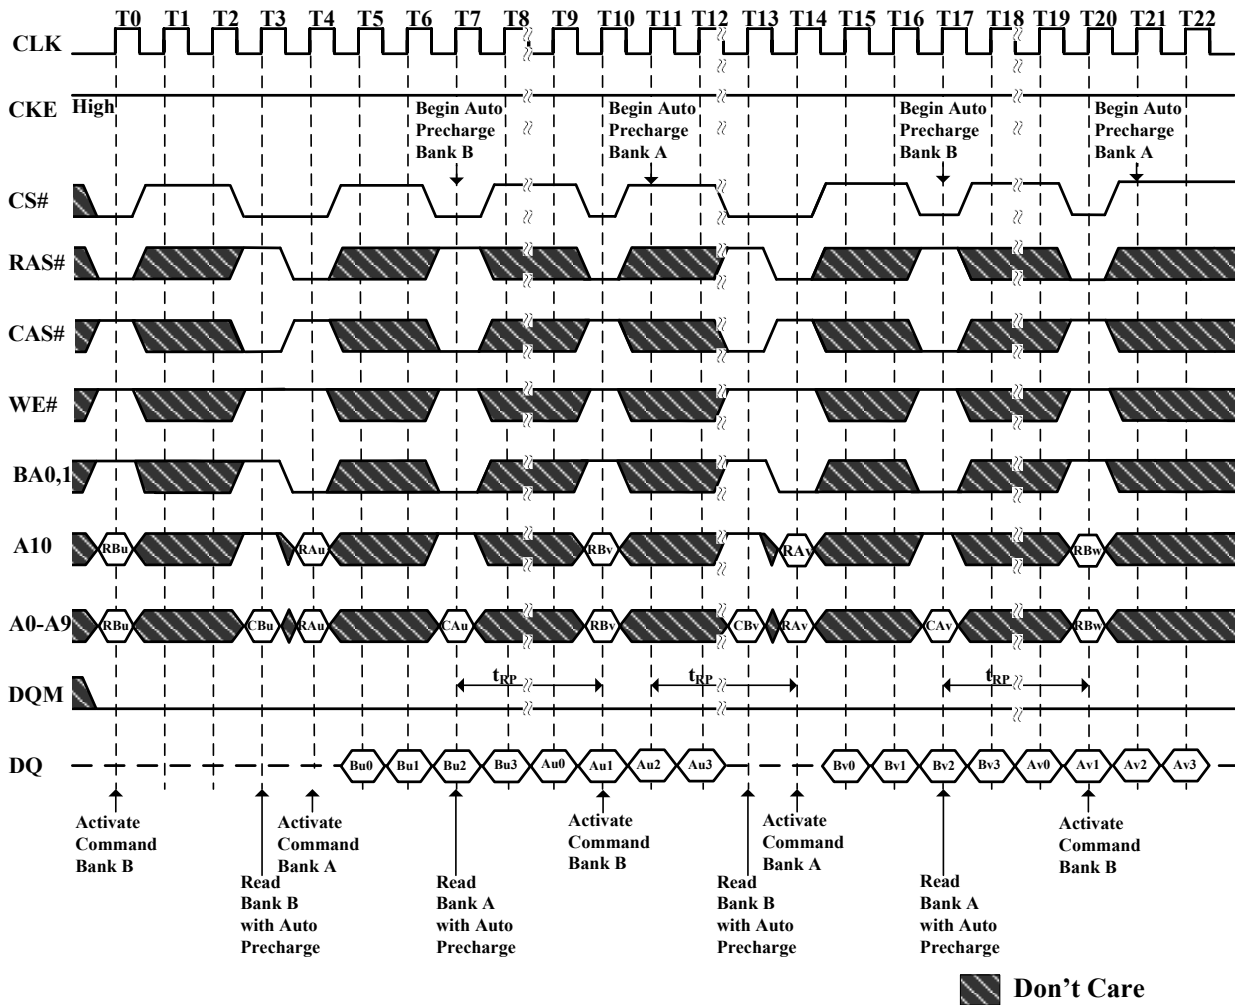 T0 T1 T2 T3 T4 T5 T6 T7 T8 T9 T10 T11 T12 T13 T14 T15 T16 T17 T18 T19 T20 T21 T22
CLK
CKE
High
Begin Auto
Precharge
Bank B
Begin Auto
Precharge
Bank A
Begin Auto
Precharge
Bank B
Begin Auto
Precharge
Bank A
CS#
RAS#
CAS#
WE#
BA0,1
A10
RBu RAu RBv RAv RBw
A0-A9
RBu CBu RAu CAu RBv CBv RAv CAv RBw
tRP tRP tRP
DQM
DQ
Bu0 Bu1 Bu2 Bu3 Au0 Au1 Au2 Au3 Bv0 Bv1 Bv2 Bv3 Av0 Av1 Av2 Av3
Activate
Command
Bank B
Activate
Command
Bank A
Activate
Command
Bank B
Activate
Command
Bank A
Activate
Command
Bank B
Read
Bank B
with Auto
Precharge
Read
Bank A
with Auto
Precharge
Read
Bank B
with Auto
Precharge
Read
Bank A
with Auto
Precharge
Don't Care